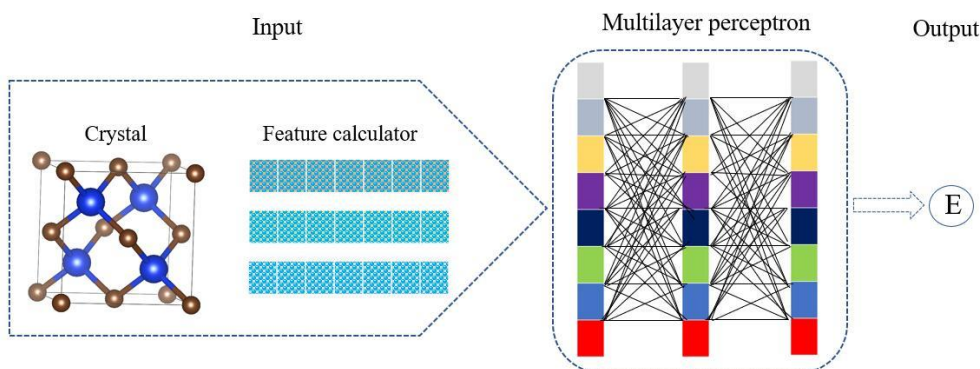 Input
Multilayer perceptron
Output
Crystal
Feature calculator
E